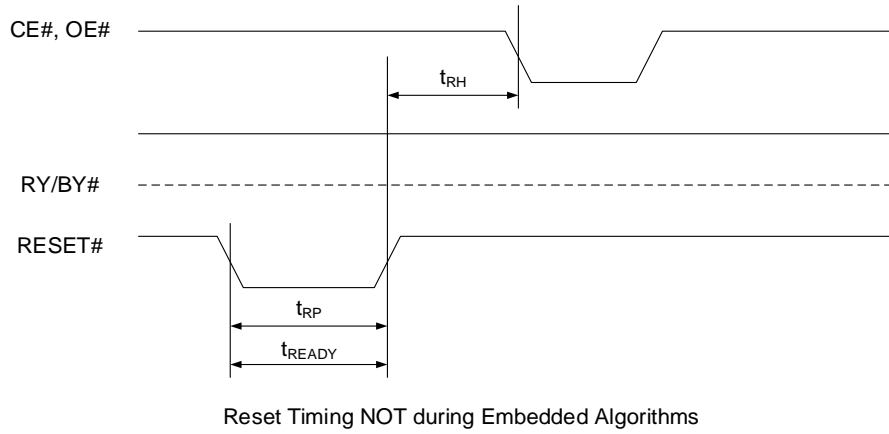 CE#, OE#
tRH
RY/BY#
RESET#
tRP
tREADY
Reset Timing NOT during Embedded Algorithms